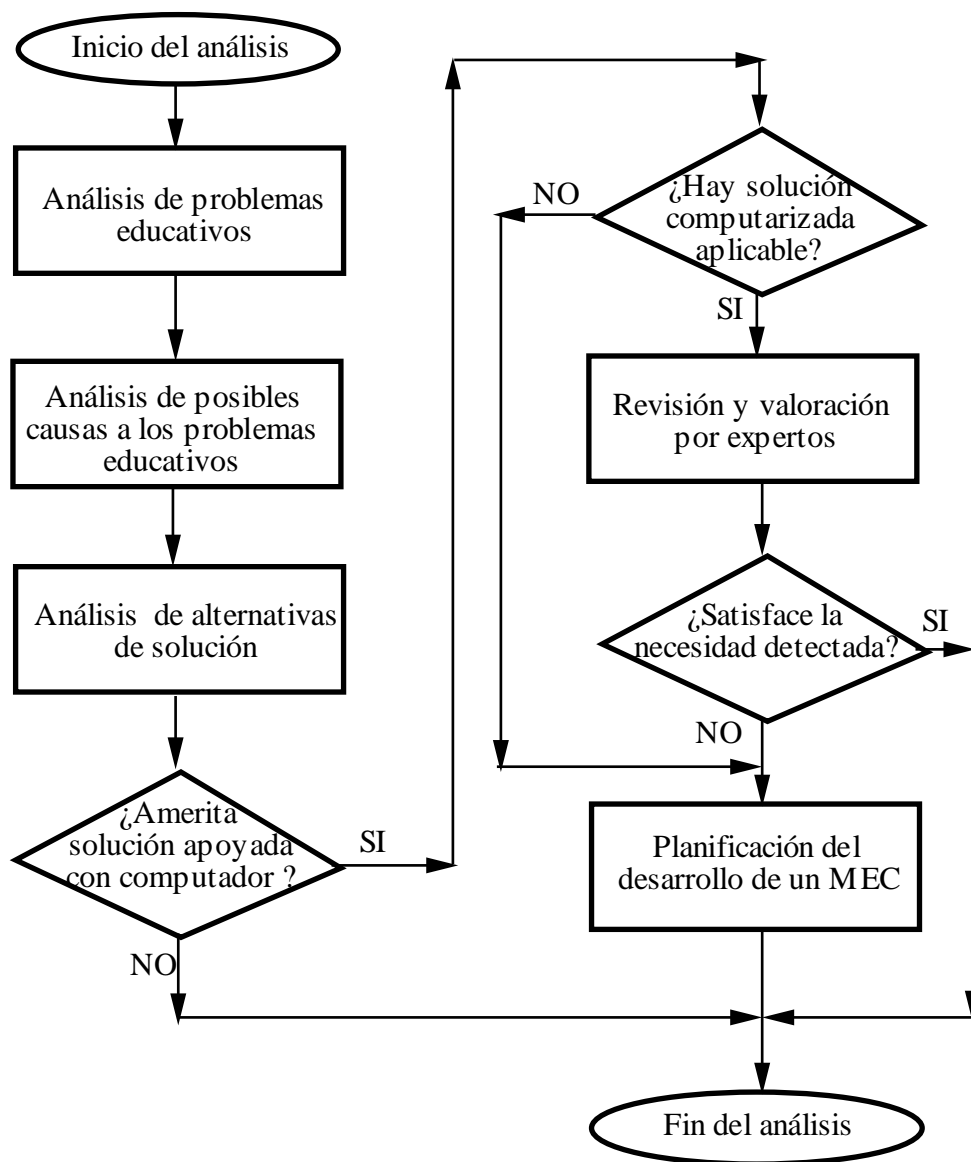 Inicio del análisis
Análisis de problemas
educativos
Análisis de posibles
causas a los problemas
educativos
Análisis de alternativas
de solución
¿Amerita
solución apoyada
con computador ?
SI
NO
¿Hay solución
computarizada
aplicable?
NO
SI
Revisión y valoración
por expertos
¿Satisface la
necesidad detectada?
SI
NO
Planificación del
desarrollo de un MEC
Fin del análisis